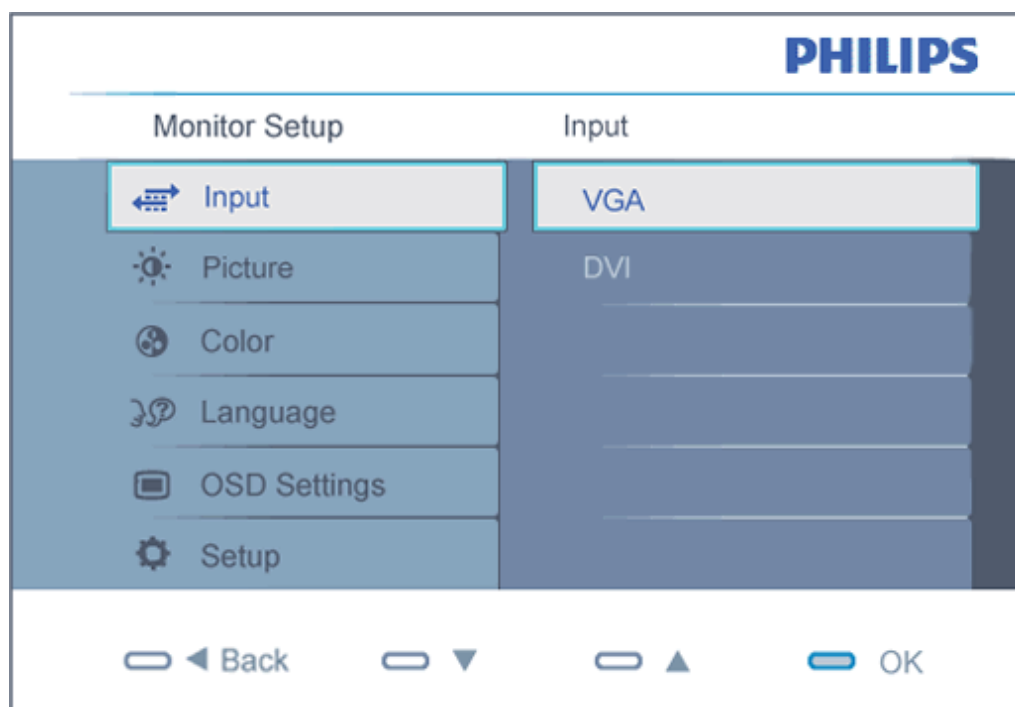 PHILIPS
Monitor Setup Input
Input VGA
Picture DVI
Color
Language
OSD Settings
Setup
Back OK